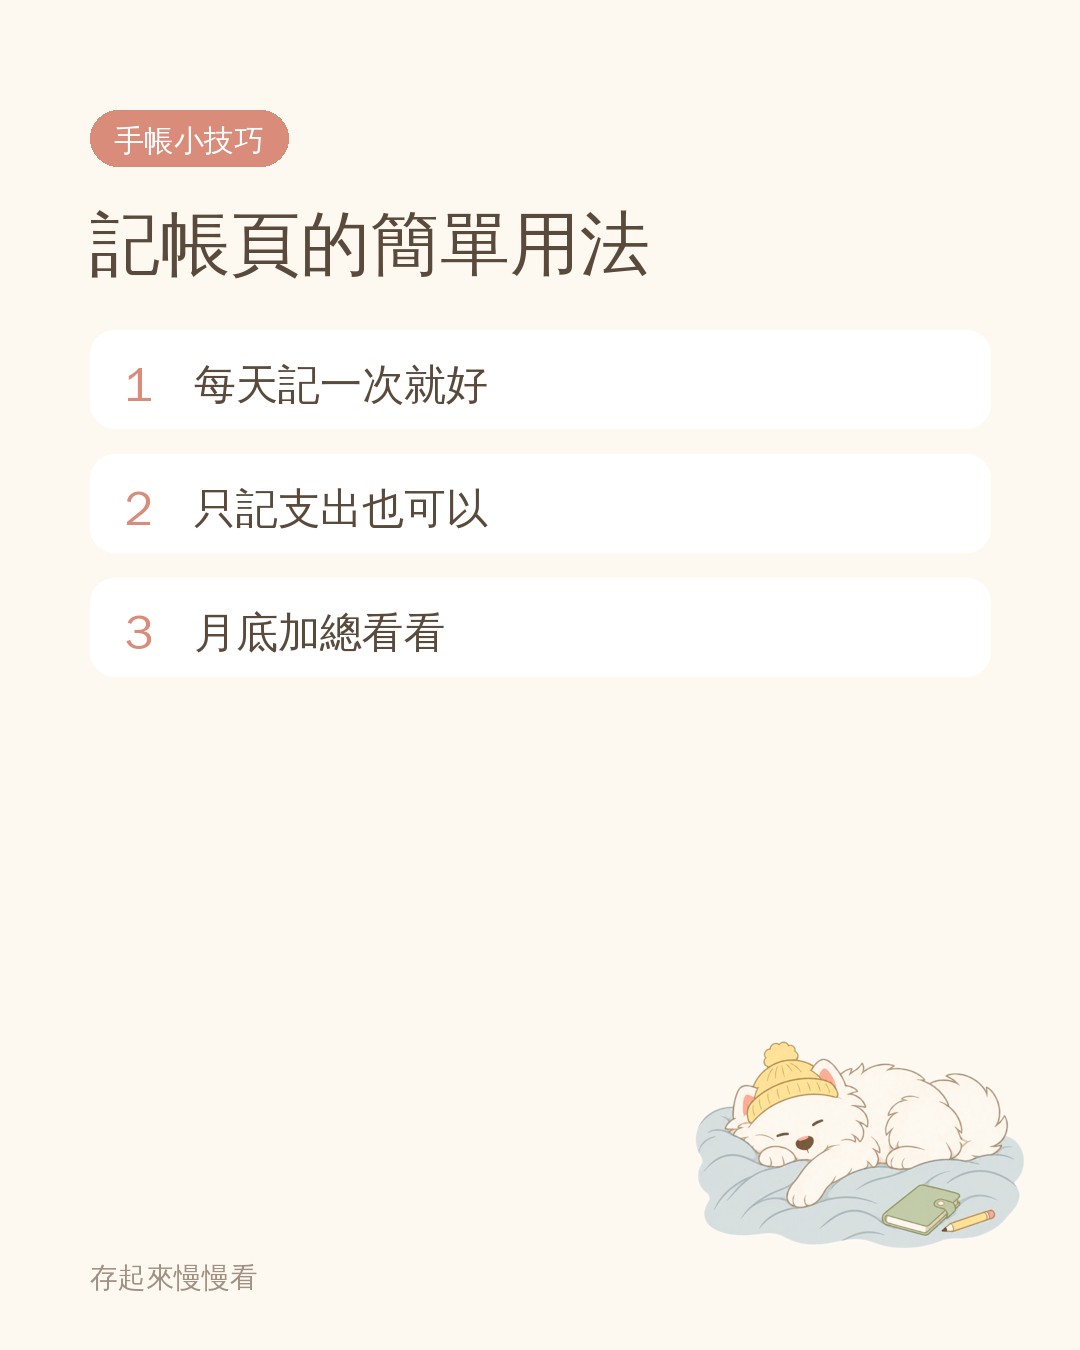 手帳小技巧
記帳頁的簡單用法
1 每天記一次就好
2 只記支出也可以
3 月底加總看看
存起來慢慢看